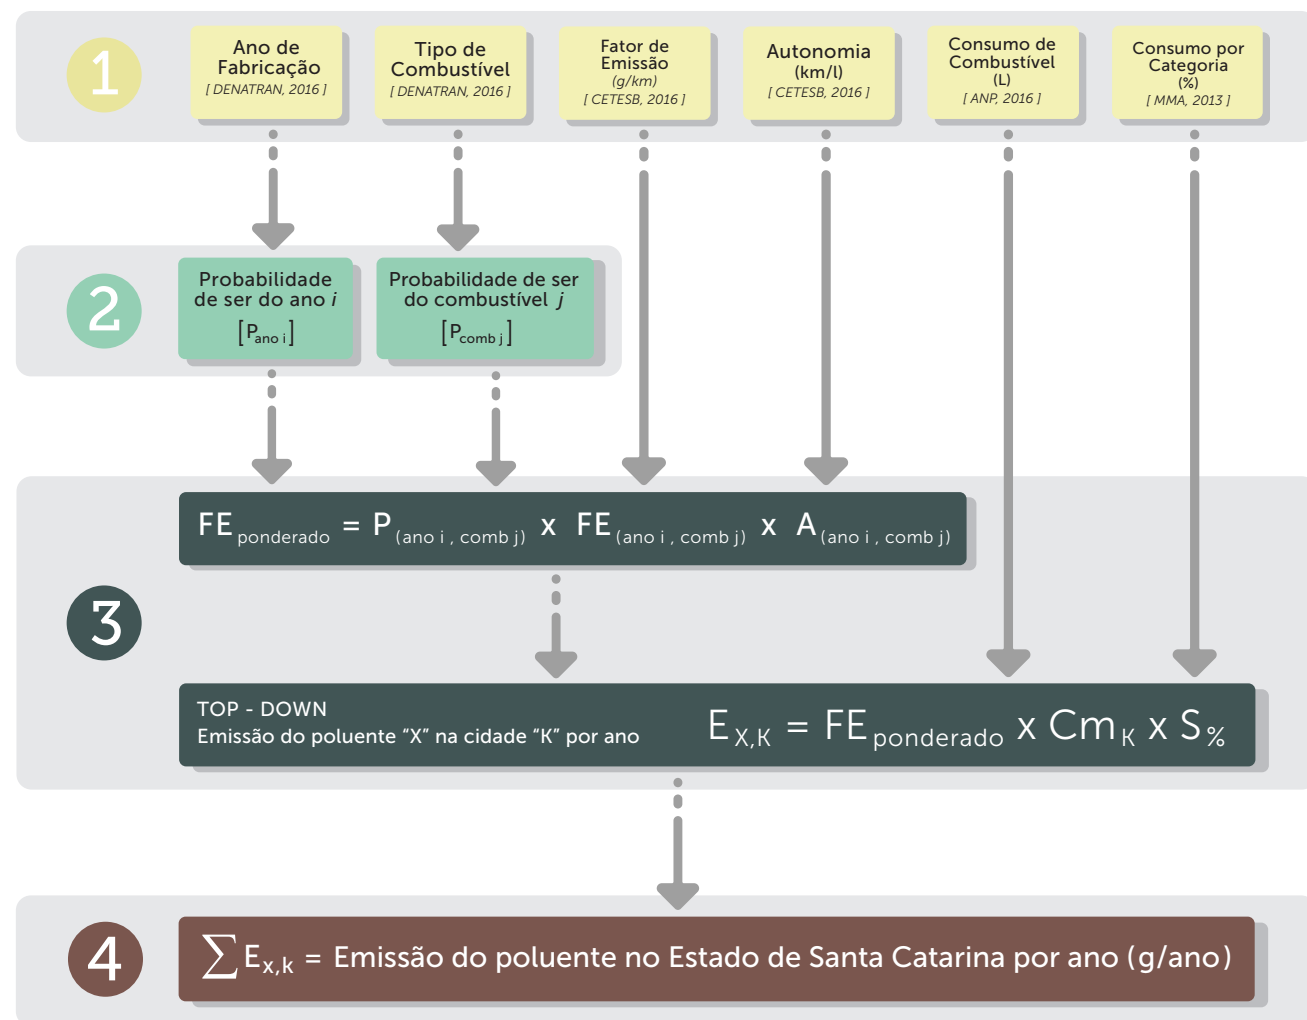 1
Ano de
Fabricação
[ DENATRAN, 2016 ]
Tipo de
Combustível
[ DENATRAN, 2016 ]
Fator de
Emissão
(g/km)
[ CETESB, 2016 ]
Autonomia
(km/l)
[ CETESB, 2016 ]
Consumo de
Combustível
(L)
[ ANP, 2016 ]
Consumo por
Categoria
(%)
[ MMA, 2013 ]
2
Probabilidade
de ser do ano i
[P ano i]
Probabilidade de ser
do combustível j
[P comb j]
3
FE ponderado = P (ano i , comb j) x FE (ano i , comb j) x A (ano i , comb j)
TOP - DOWN
Emissão do poluente “X” na cidade “K” por ano
E X,K = FE ponderado x Cm K x S %
4
∑ E x,k = Emissão do poluente no Estado de Santa Catarina por ano (g/ano)